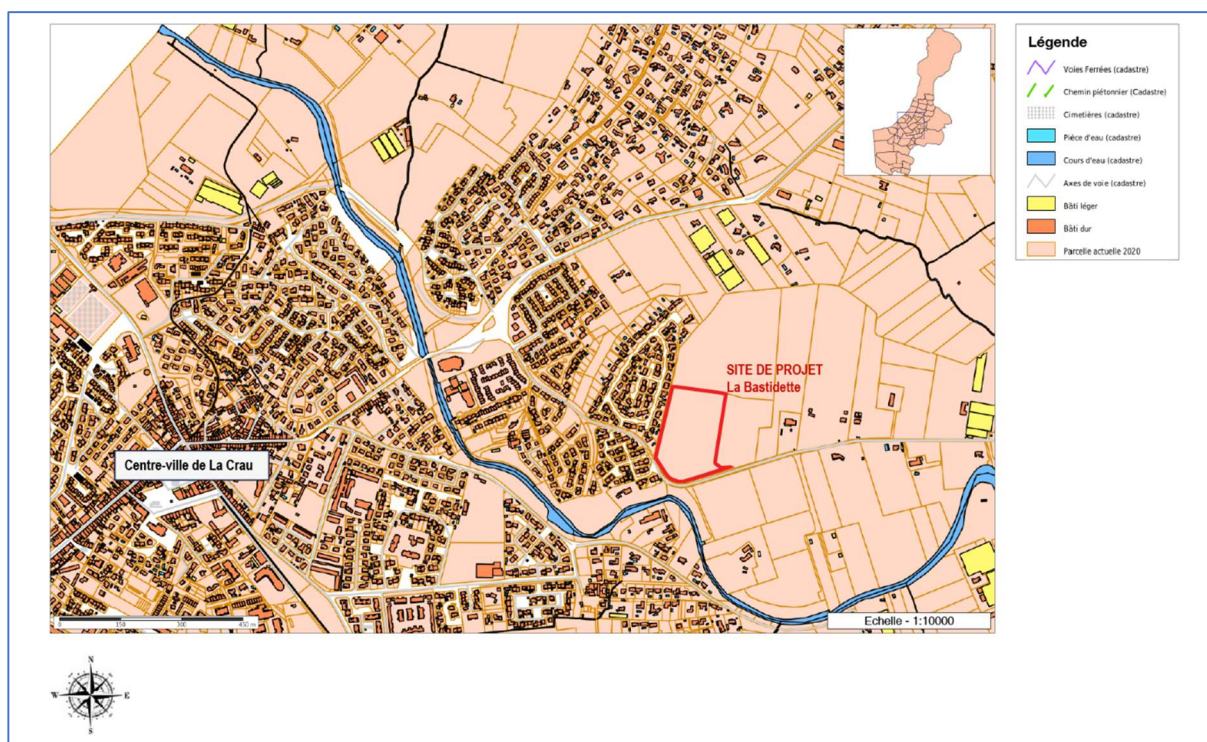 Légende
Voies Ferrées (cadastre)
Chemin piétonnier (Cadastre)
Cimetières (cadastre)
Pièce d'eau (cadastre)
Cours d'eau (cadastre)
Axes de voie (cadastre)
Bâti léger
Bâti dur
Parcelle actuelle 2020
SITE DE PROJET
La Bastidette
Centre-ville de La Crau
0 150 300 450 m
Echelle - 1:10000
N
W E
S